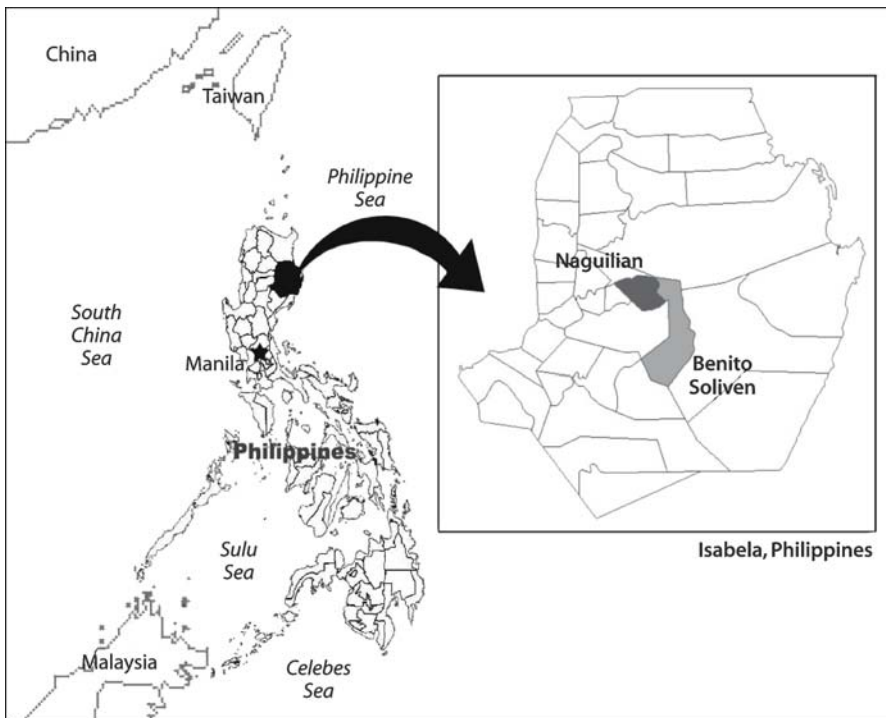 China
Taiwan
Philippine
Sea
Naguilian
South
China
Sea
Manila
Benito
Soliven
Philippines
Isabela, Philippines
Sulu
Sea
Malaysia
Celebes
Sea